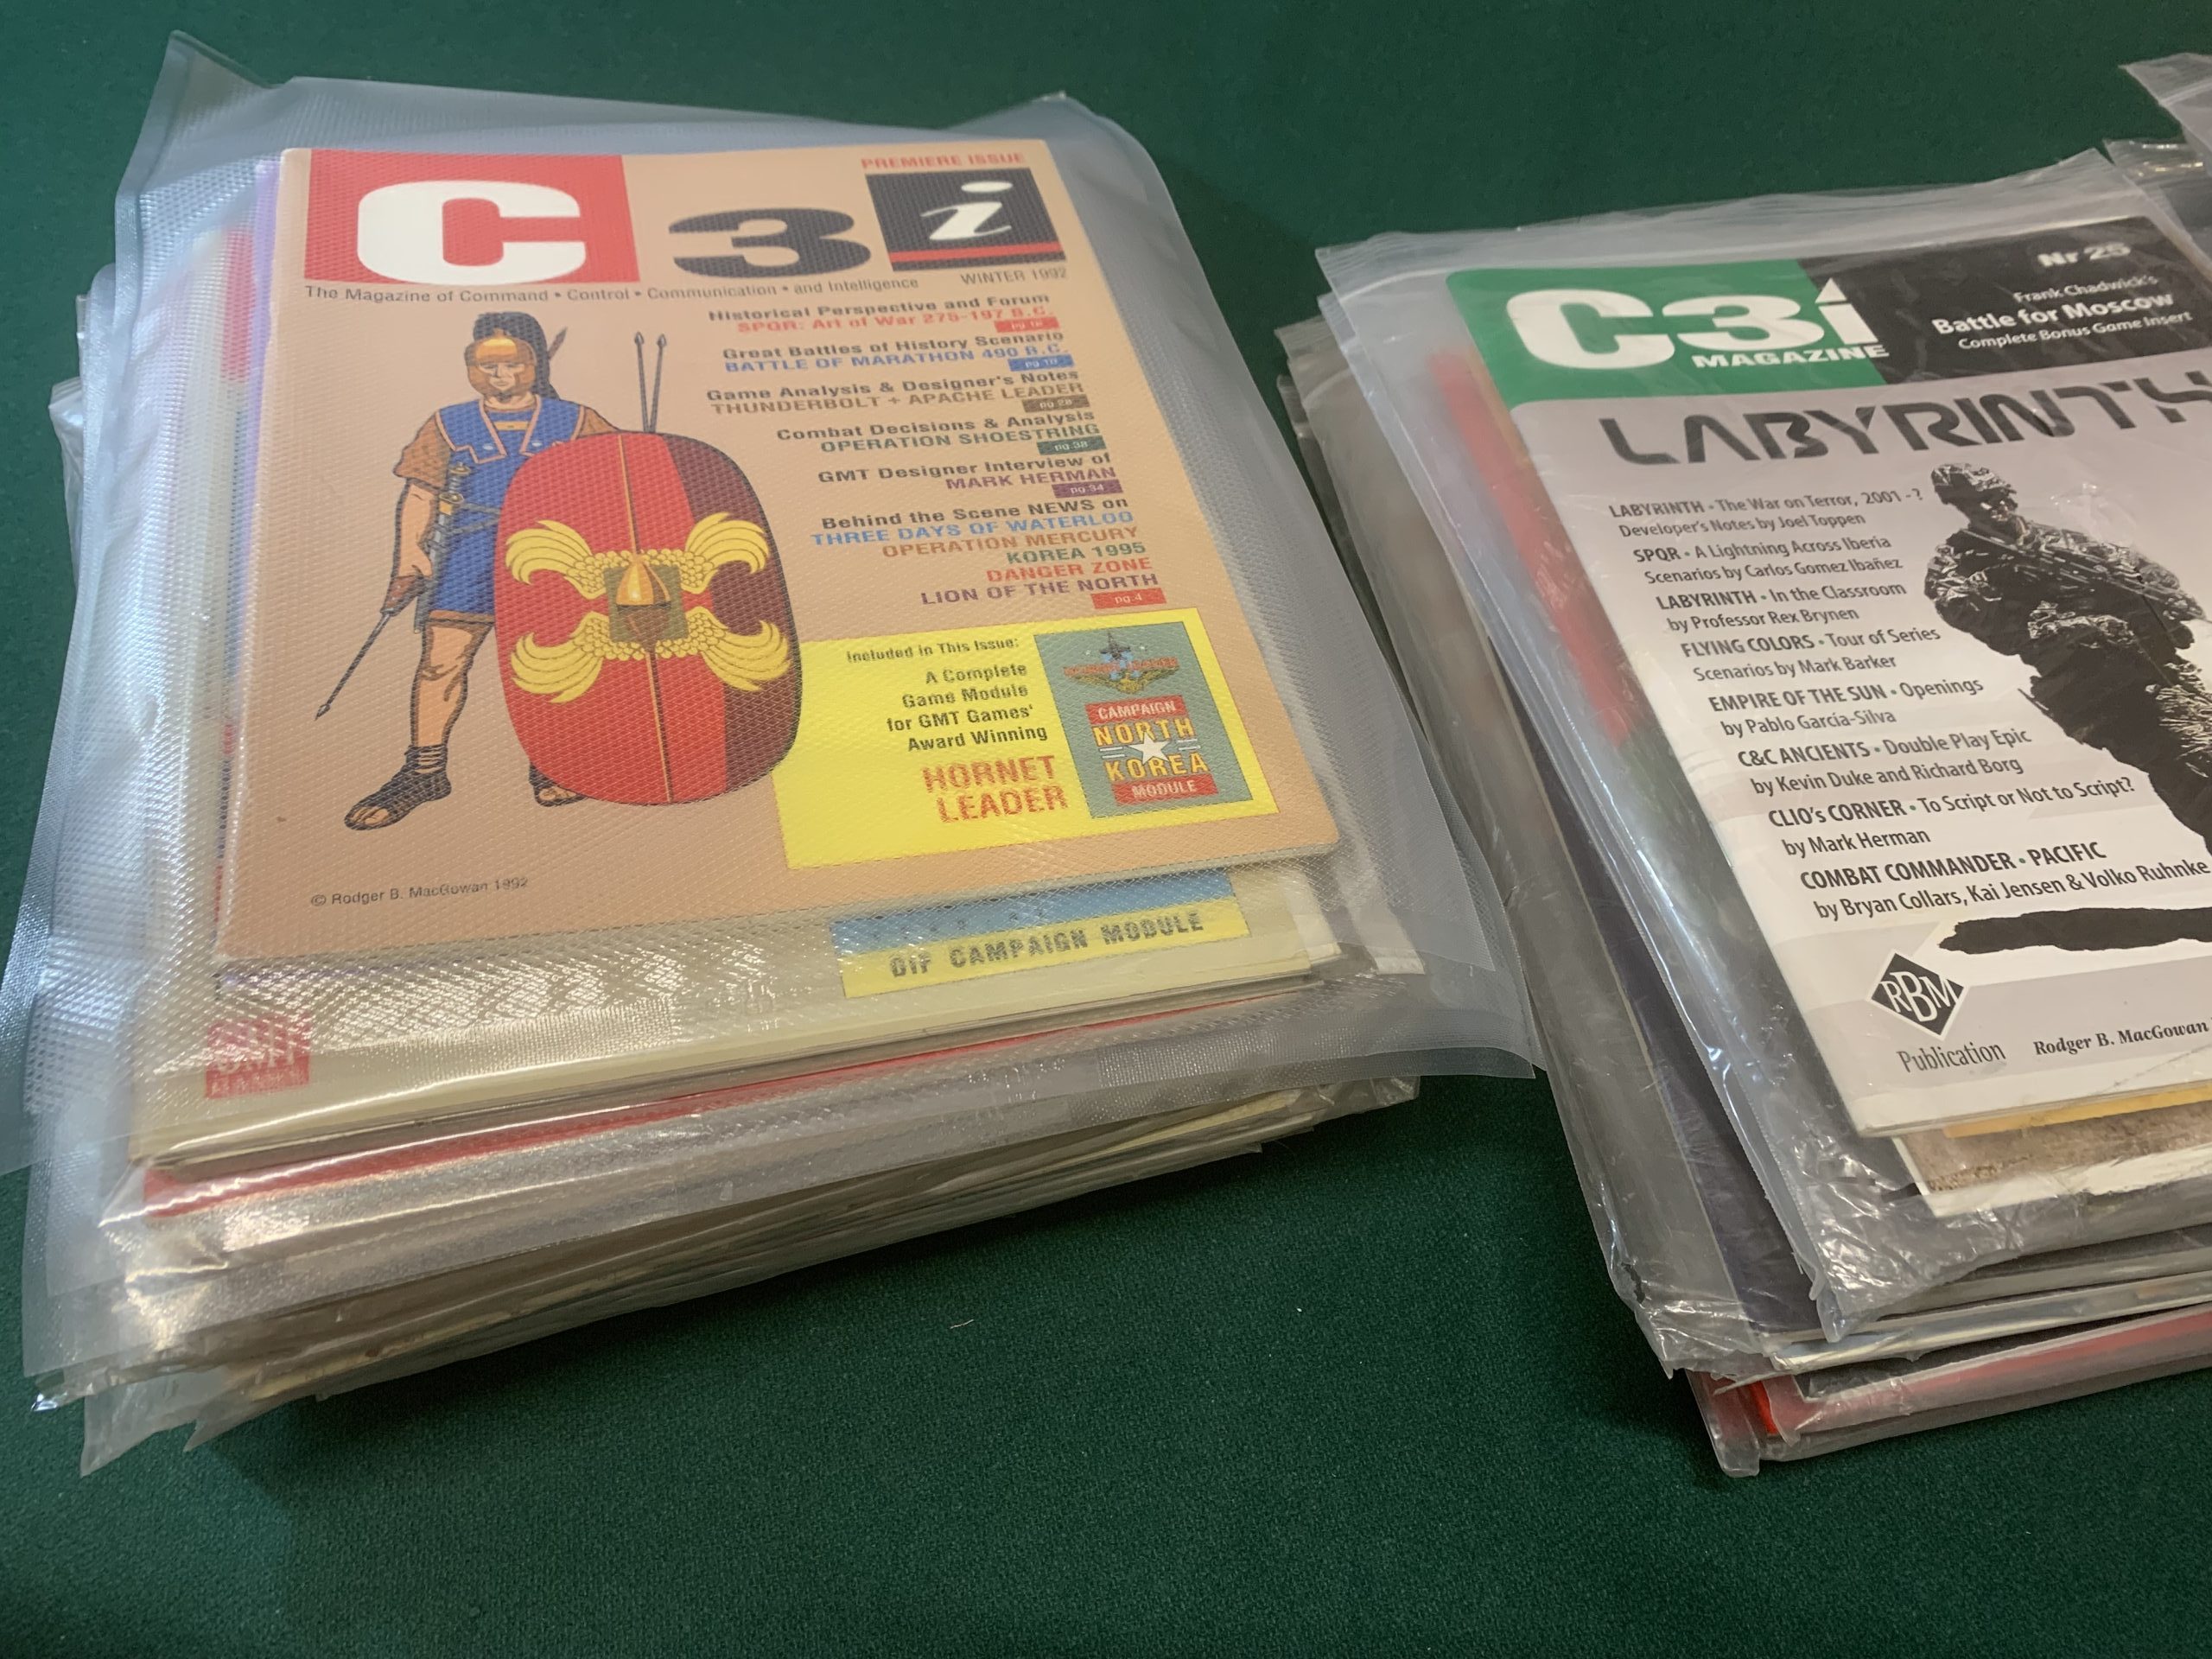 PREMIERE ISSUE
C 3 i
WINTER 1992
The Magazine of Command • Control • Communication • and Intelligence
Historical Perspective and Forum
SPQR: Art of War 275-197 B.C.
Great Battles of History Scenario
BATTLE OF MARATHON 490 B.C.
Game Analysis & Designer's Notes
THUNDERBOLT + APACHE LEADER
Combat Decisions & Analysis
OPERATION SHOESTRING
pg.38
GMT Designer Interview of
MARK HERMAN
pg.34
Behind the Scene NEWS on
THREE DAYS OF WATERLOO
OPERATION MERCURY
KOREA 1995
DANGER ZONE
LION OF THE NORTH
pg.4
Included in This Issue:
A Complete
Game Module
for GMT Games'
Award Winning
HORNET
LEADER
CAMPAIGN
NORTH
KOREA
MODULE
© Rodger B. MacGowan 1992
DIF CAMPAIGN MODULE
Nr 25
C3i
MAGAZINE
Frank Chadwick's
Battle for Moscow
Complete Bonus Game Insert
LABYRINTH
LABYRINTH • The War on Terror, 2001 - ?
Developer's Notes by Joel Toppen
SPQR • A Lightning Across Iberia
Scenarios by Carlos Gomez Ibañez
LABYRINTH • In the Classroom
by Professor Rex Brynen
FLYING COLORS • Tour of Series
Scenarios by Mark Barker
EMPIRE OF THE SUN • Openings
by Pablo Garcia-Silva
C&C ANCIENTS • Double Play Epic
by Kevin Duke and Richard Borg
CLIO's CORNER • To Script or Not to Script?
by Mark Herman
COMBAT COMMANDER • PACIFIC
by Bryan Collars, Kai Jensen & Volko Ruhnke
RBM
Publication
Rodger B. MacGowan